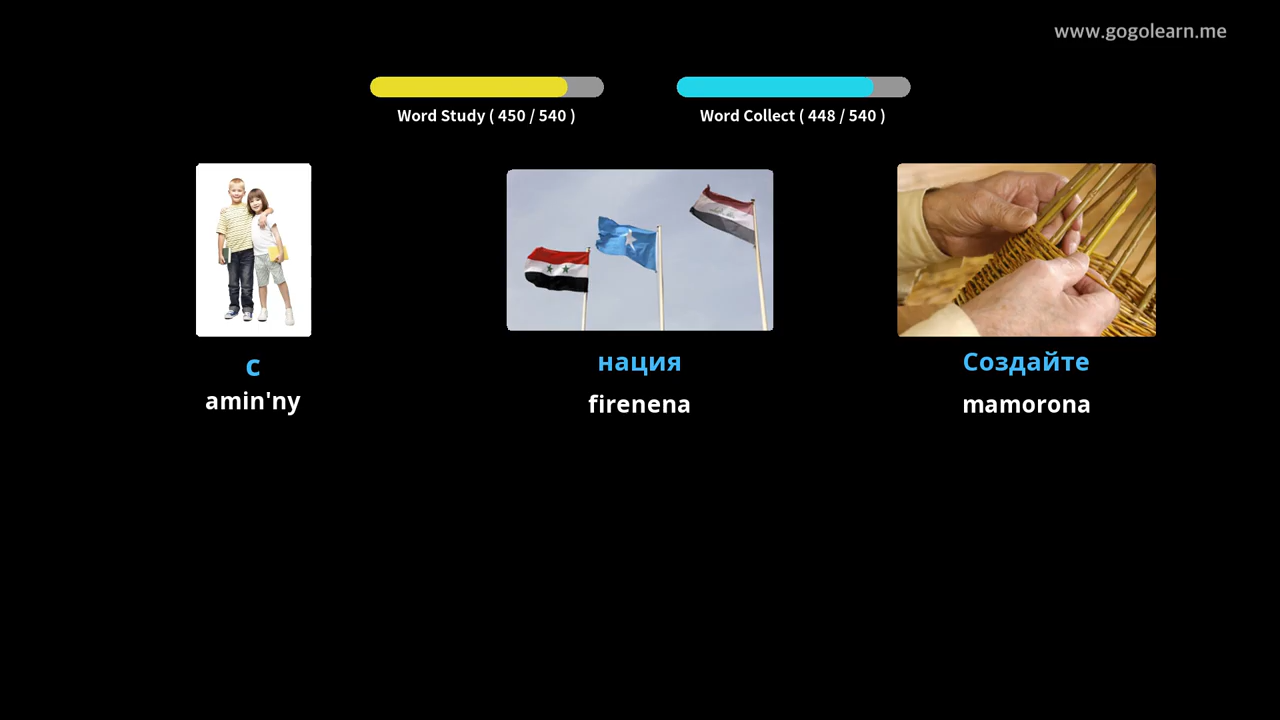 www.gogolearn.me
Word Study ( 450 / 540 )
Word Collect ( 448 / 540 )
с
amin'ny
нация
firenena
Создайте
mamorona